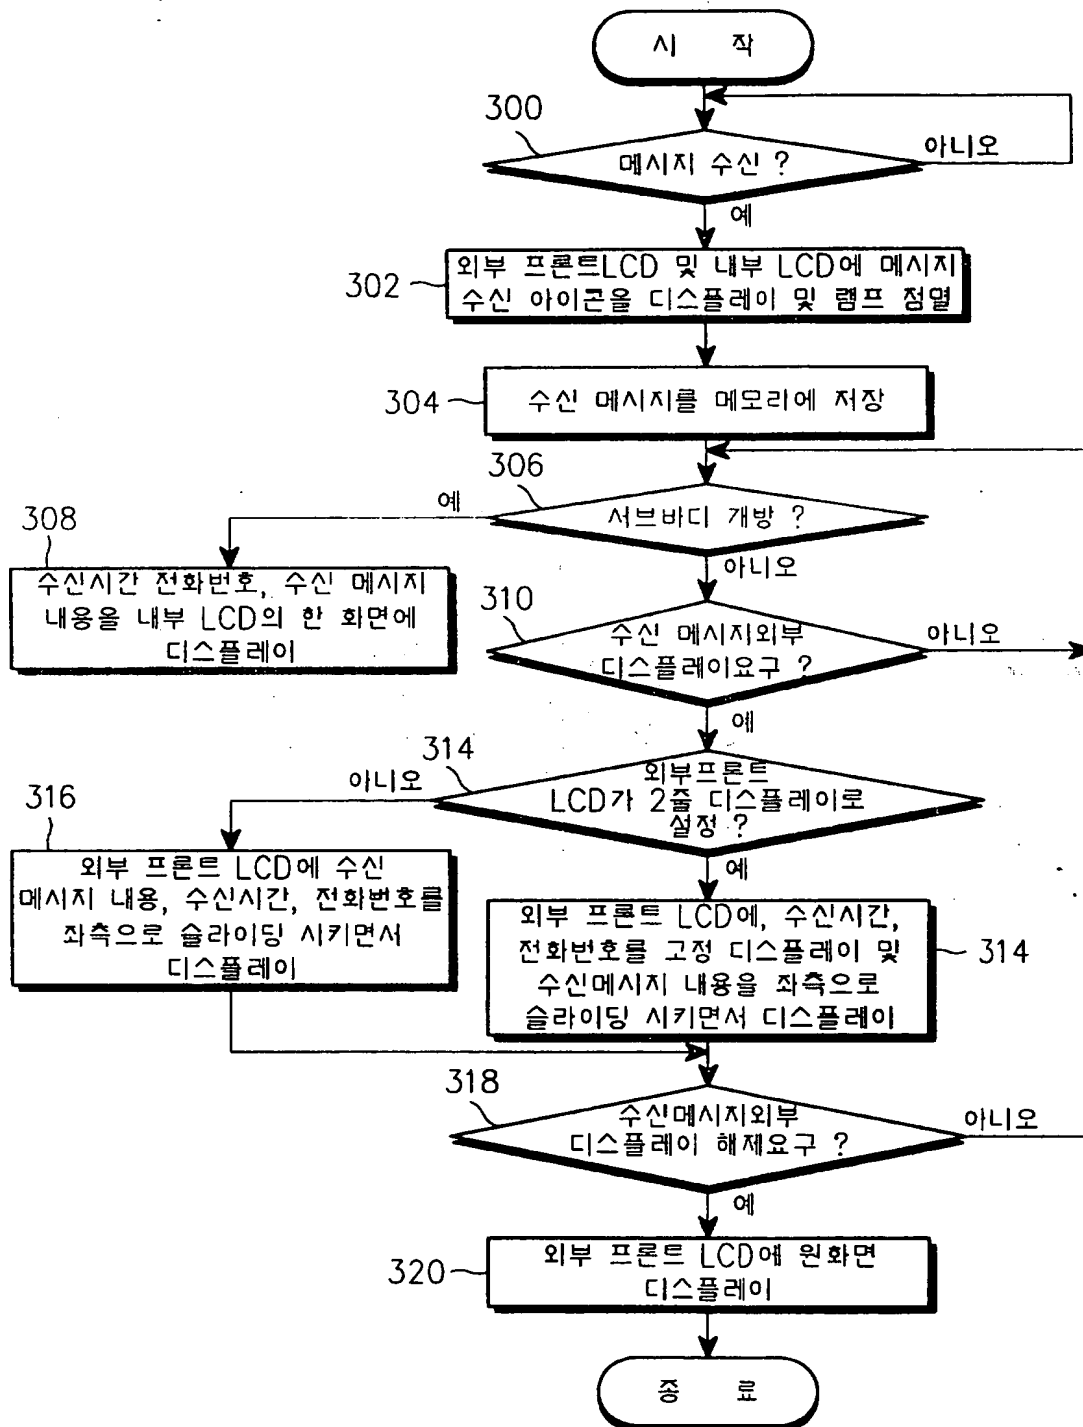 시 작
300
메시지 수신 ?
아니오
예
302
외부 프론트LCD 및 내부 LCD에 메시지
수신 아이콘을 디스플레이 및 램프 점멸
304
수신 메시지를 메모리에 저장
306
예
서브바디 개방 ?
아니오
308
수신시간 전화번호, 수신 메시지
내용을 내부 LCD의 한 화면에
디스플레이
310
수신 메시지외부
디스플레이요구 ?
아니오
예
314
아니오
외부프론트
LCD가 2줄 디스플레이로
설정 ?
예
316
외부 프론트 LCD에 수신
메시지 내용, 수신시간, 전화번호를
좌측으로 슬라이딩 시키면서
디스플레이
외부 프론트 LCD에, 수신시간,
전화번호를 고정 디스플레이 및
수신메시지 내용을 좌측으로
슬라이딩 시키면서 디스플레이
314
318
수신메시지외부
디스플레이 해제요구 ?
아니오
예
320
외부 프론트 LCD에 원화면
디스플레이
종 료